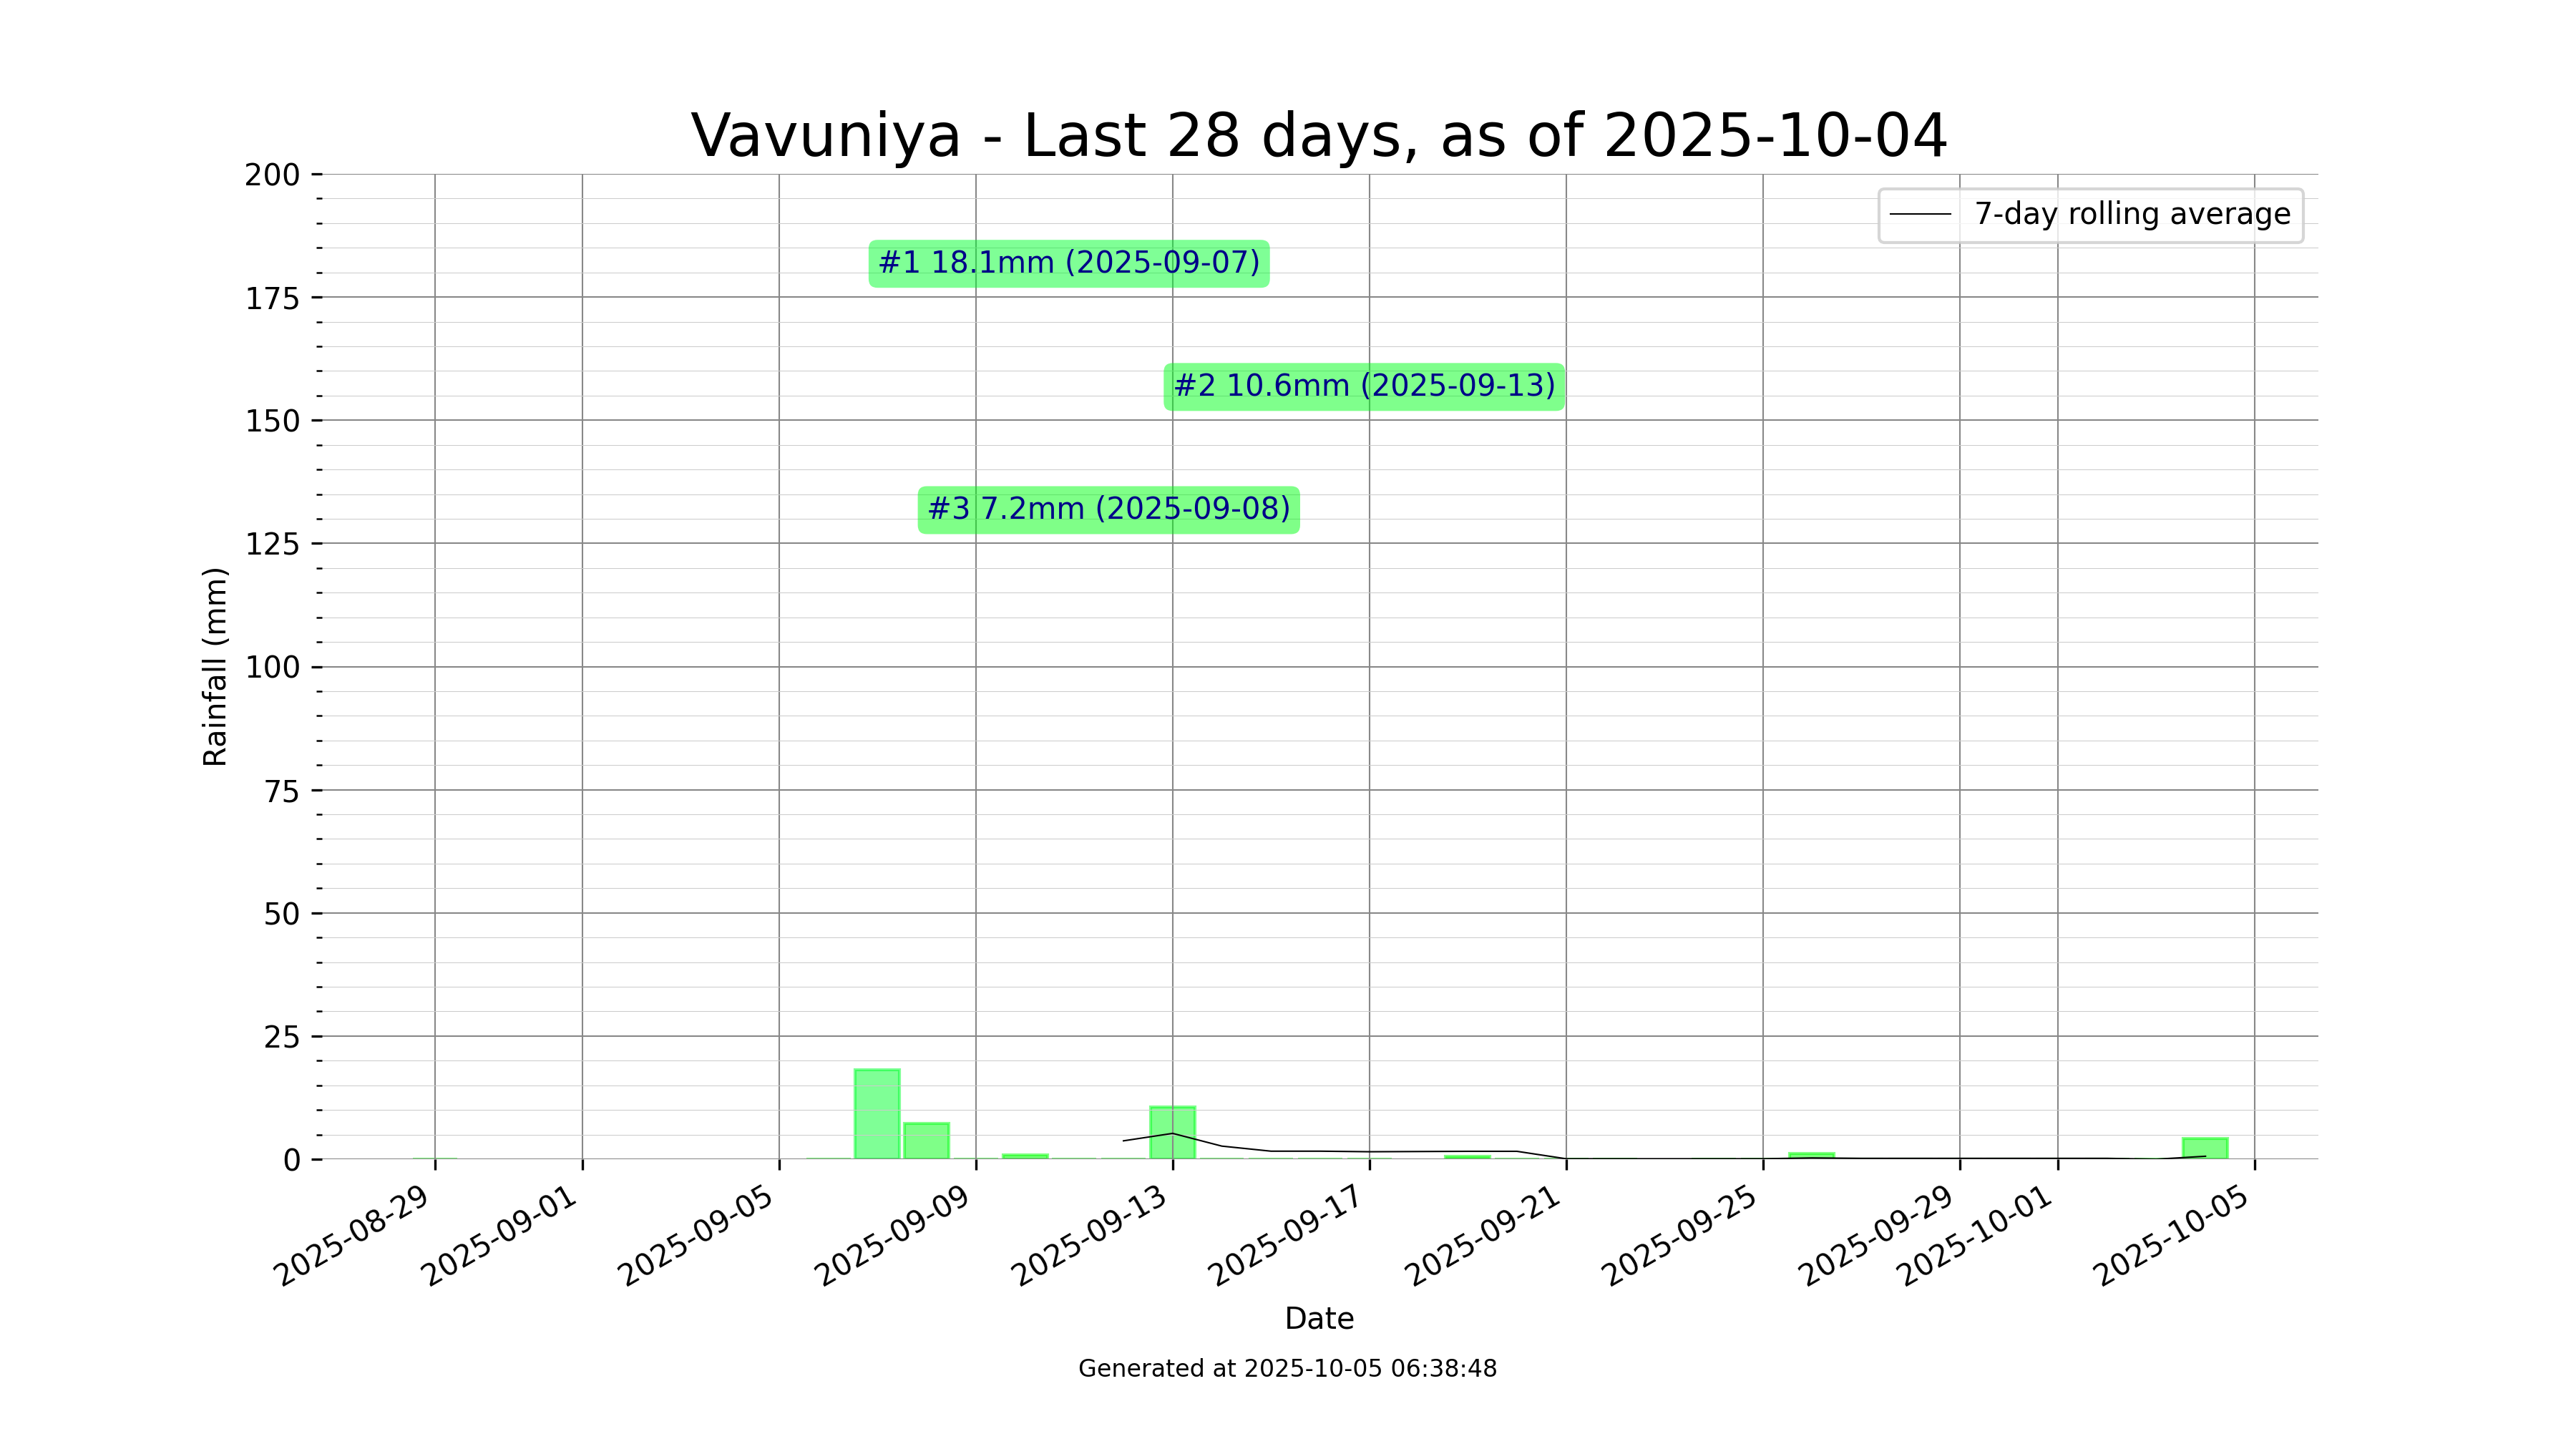 Vavuniya - Last 28 days, as of 2025-10-04
200
175
150
125
100
75
50
25
0
Rainfall (mm)
7-day rolling average
#1 18.1mm (2025-09-07)
#2 10.6mm (2025-09-13)
#3 7.2mm (2025-09-08)
2025-08-29
2025-09-01
2025-09-05
2025-09-09
2025-09-13
2025-09-17
2025-09-21
2025-09-25
2025-09-29
2025-10-01
2025-10-05
Date
Generated at 2025-10-05 06:38:48